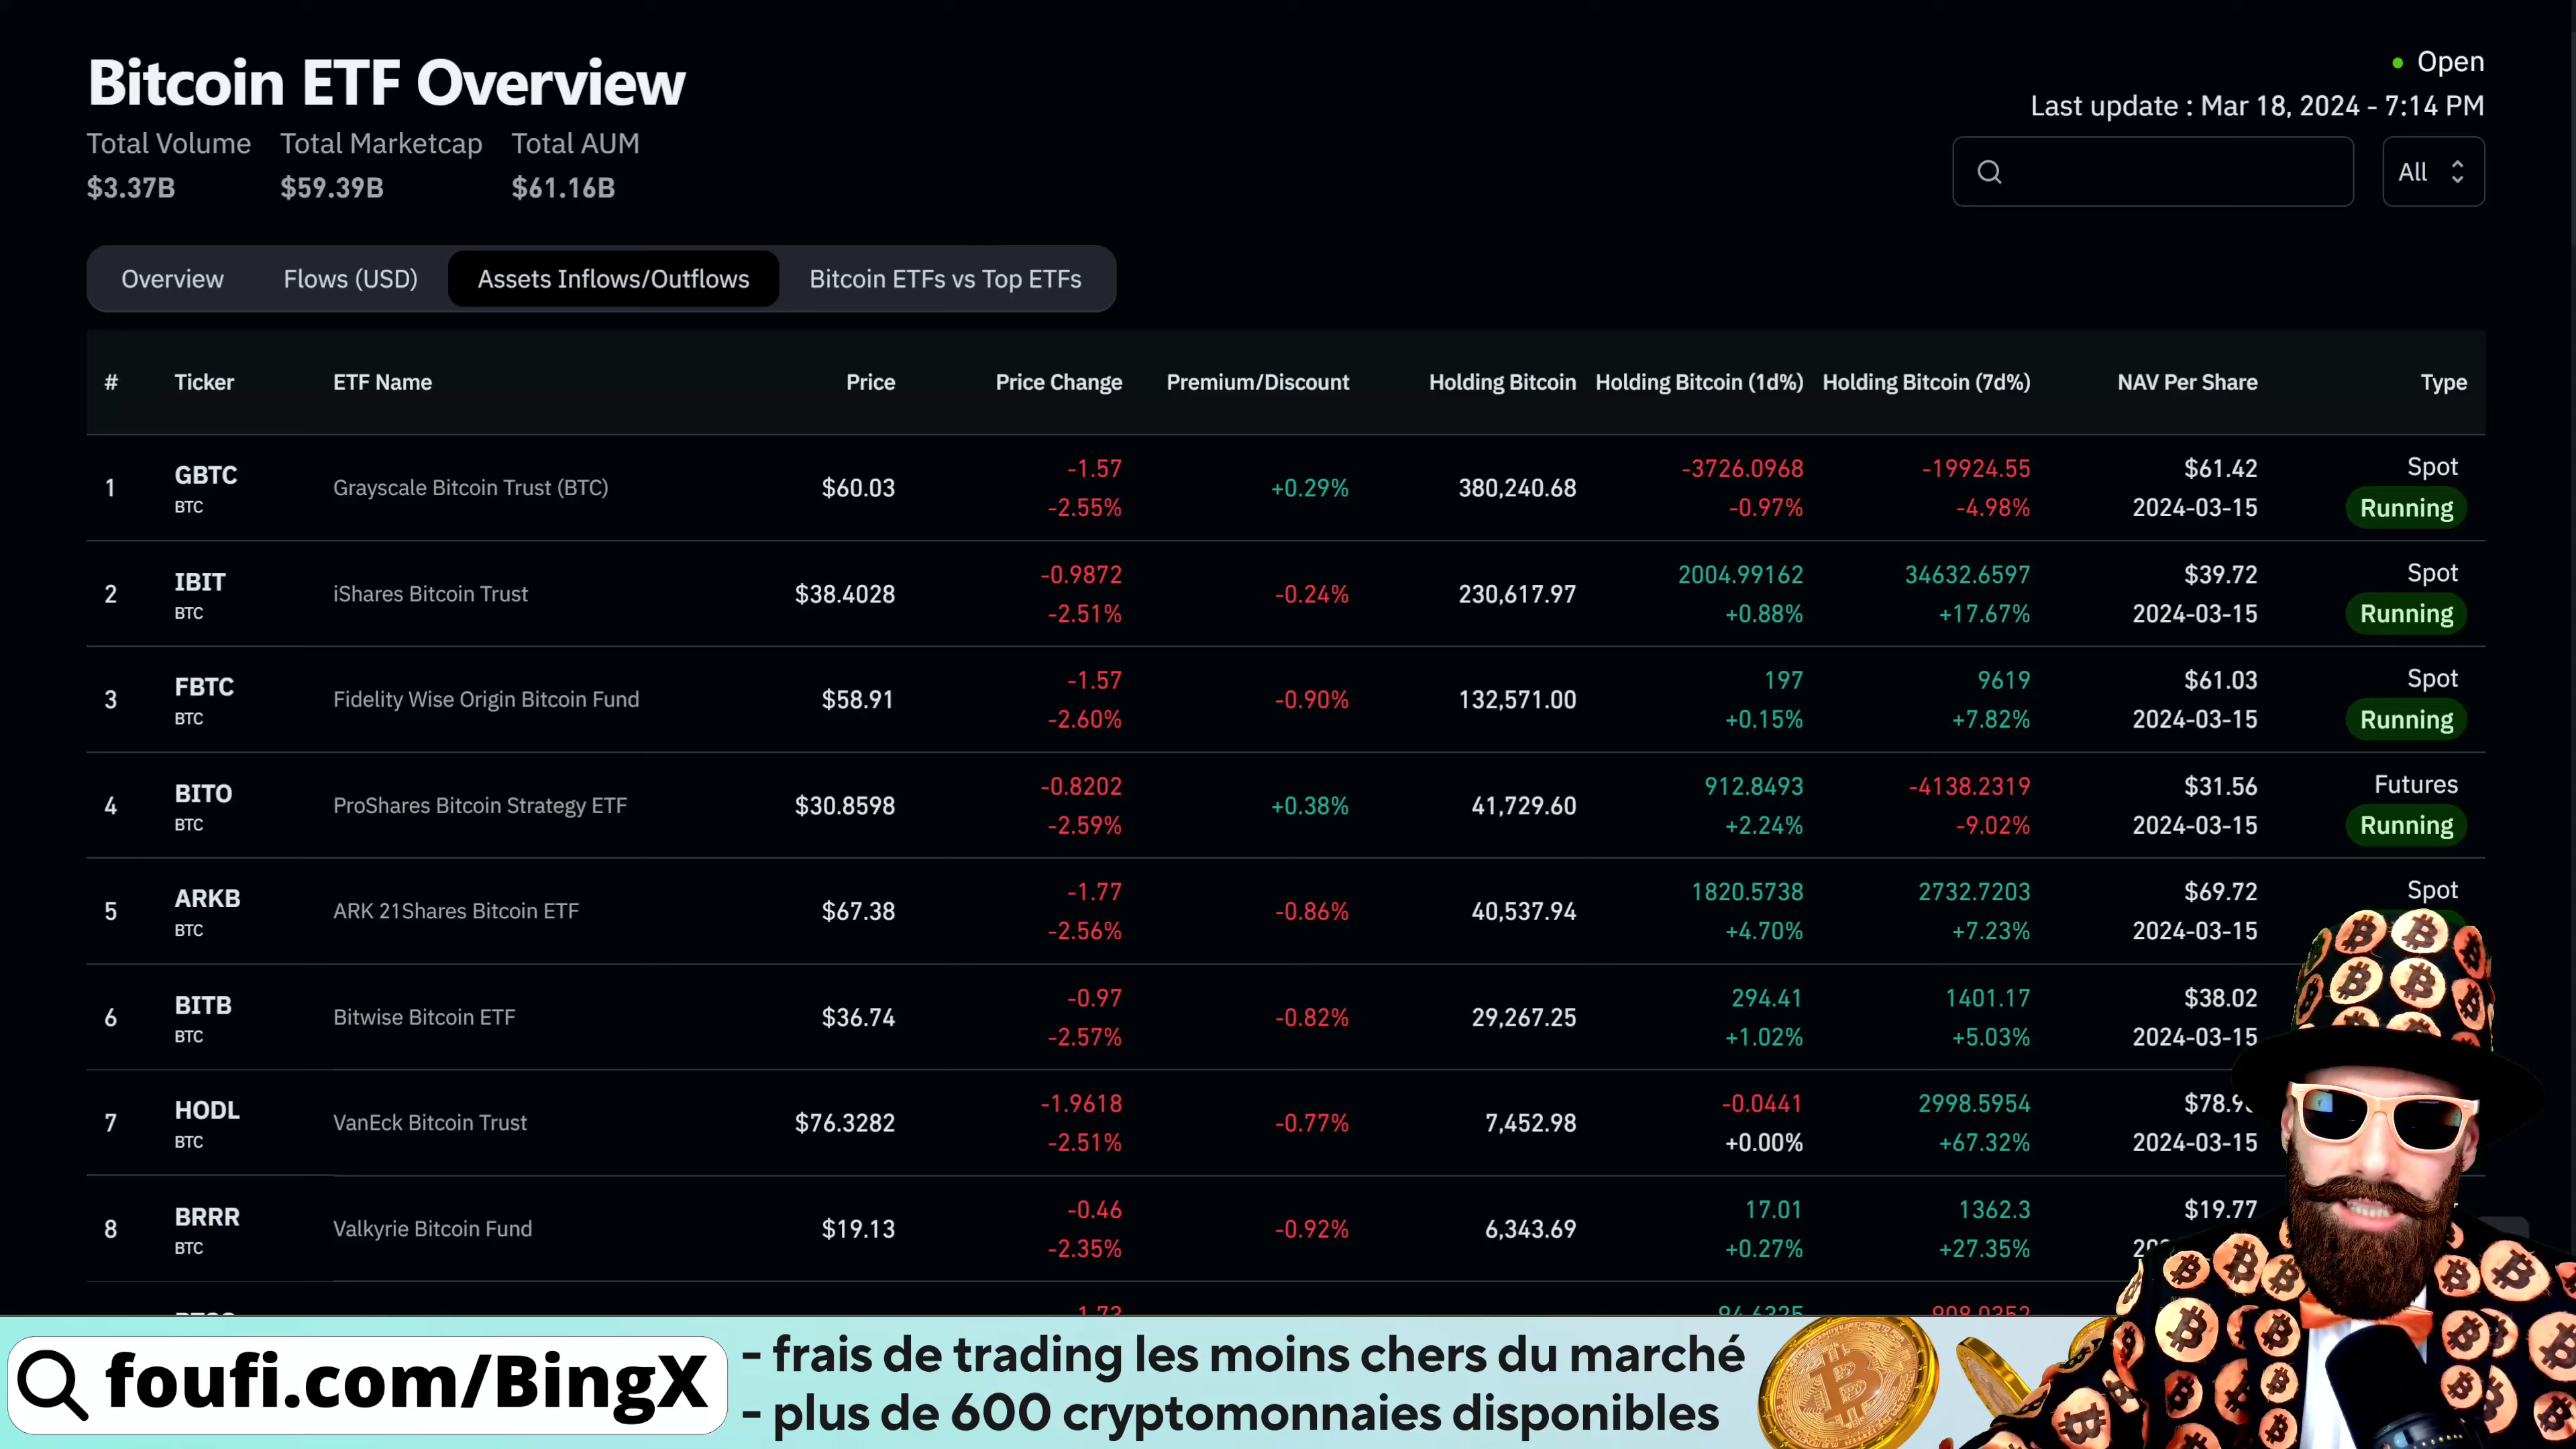 Bitcoin ETF Overview
Open
Last update : Mar 18, 2024 - 7:14 PM
Total Volume Total Marketcap Total AUM
$3.37B $59.39B $61.16B
All
Overview Flows (USD) Assets Inflows/Outflows Bitcoin ETFs vs Top ETFs
# Ticker ETF Name Price Price Change Premium/Discount Holding Bitcoin Holding Bitcoin (1d%) Holding Bitcoin (7d%) NAV Per Share Type
GBTC -1.57 -3726.0968 -19924.55 $61.42 Spot
1 Grayscale Bitcoin Trust (BTC) $60.03 +0.29% 380,240.68
BTC -2.55% -0.97% -4.98% 2024-03-15 Running
IBIT -0.9872 2004.99162 34632.6597 $39.72 Spot
2 iShares Bitcoin Trust $38.4028 -0.24% 230,617.97
BTC -2.51% +0.88% +17.67% 2024-03-15 Running
FBTC -1.57 197 9619 $61.03 Spot
3 Fidelity Wise Origin Bitcoin Fund $58.91 -0.90% 132,571.00
BTC -2.60% +0.15% +7.82% 2024-03-15 Running
BITO -0.8202 912.8493 -4138.2319 $31.56 Futures
4 ProShares Bitcoin Strategy ETF $30.8598 +0.38% 41,729.60
BTC -2.59% +2.24% -9.02% 2024-03-15 Running
ARKB -1.77 1820.5738 2732.7203 $69.72 Spot
5 ARK 21Shares Bitcoin ETF $67.38 -0.86% 40,537.94
BTC -2.56% +4.70% +7.23% 2024-03-15
BITB -0.97 294.41 1401.17 $38.02
6 Bitwise Bitcoin ETF $36.74 -0.82% 29,267.25
BTC -2.57% +1.02% +5.03% 2024-03-15
HODL -1.9618 -0.0441 2998.5954
7 VanEck Bitcoin Trust $76.3282 -0.77% 7,452.98
BTC -2.51% +0.00% +67.32% 2024-03-15
BRRR -0.46 17.01 1362.3 $19.77
8 Valkyrie Bitcoin Fund $19.13 -0.92% 6,343.69
BTC -2.35% +0.27% +27.35%
foufi.com/BingX
- frais de trading les moins chers du marché
- plus de 600 cryptomonnaies disponibles